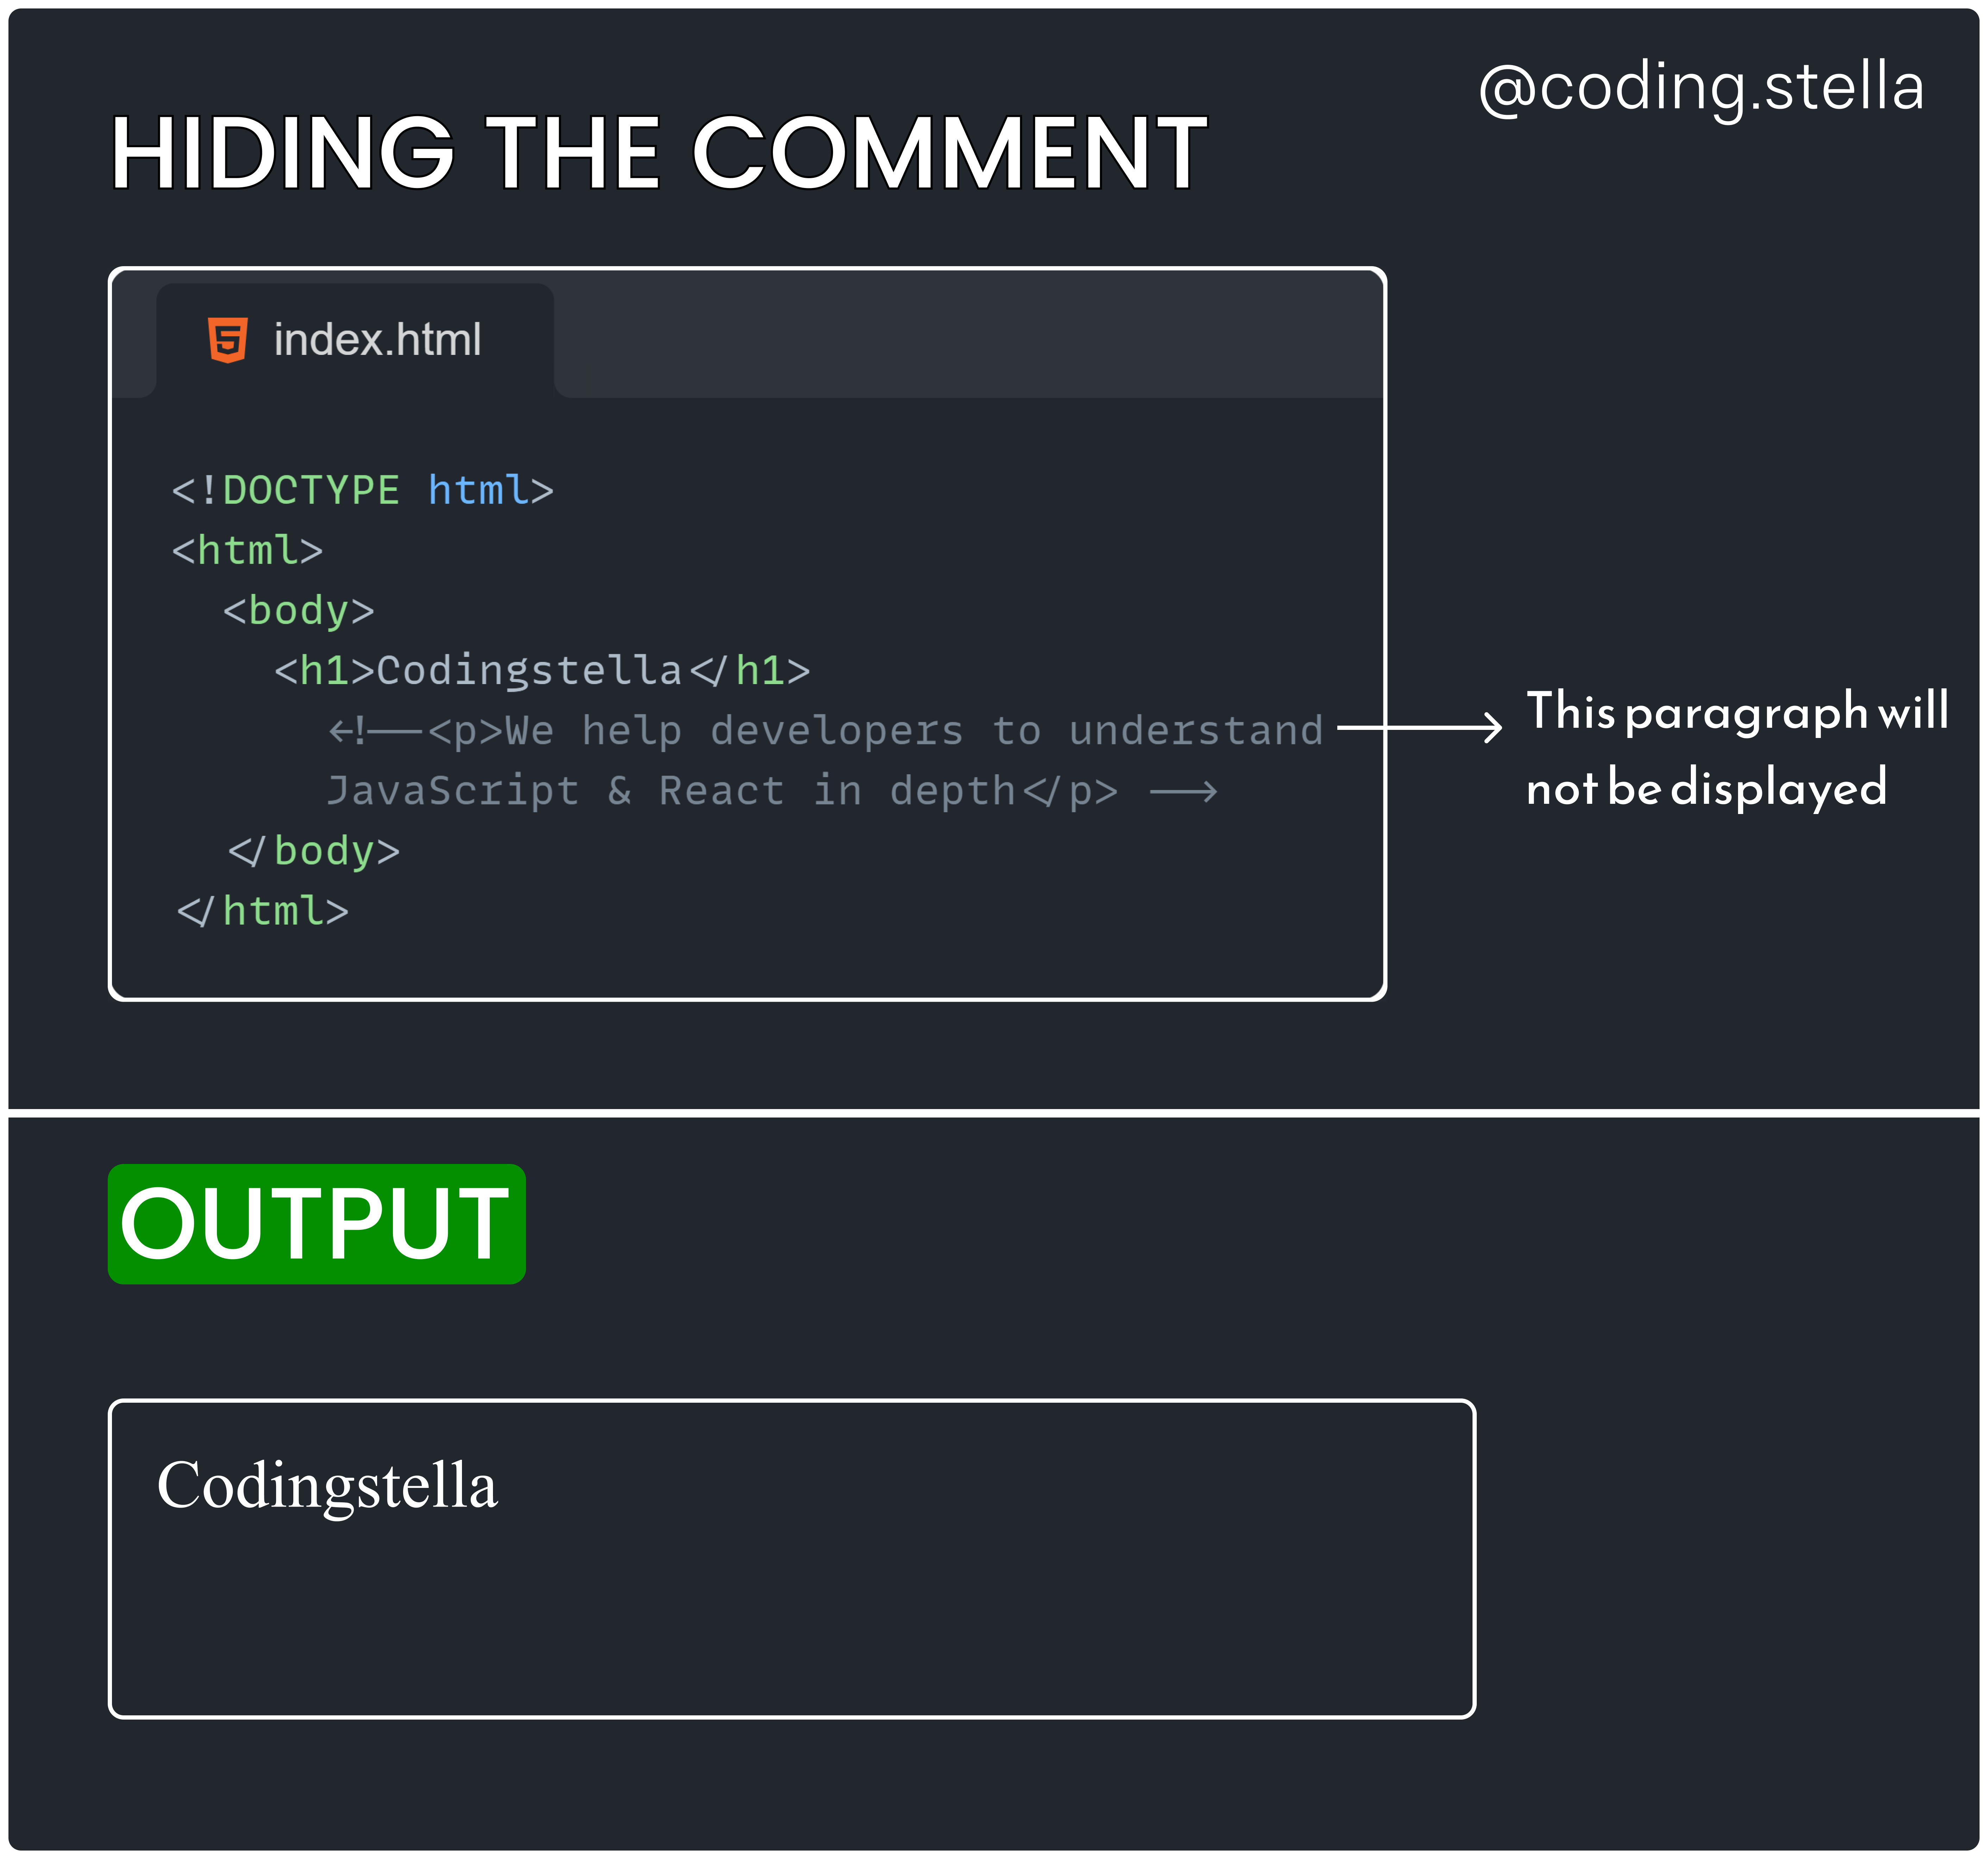 @coding.stella
HIDING THE COMMENT
index.html
<!DOCTYPE html>
<html>
<body>
<h1>Codingstella</h1>
<!--<p>We help developers to understand
This paragraph will
JavaScript & React in depth</p> -->
not be displayed
</body>
</html>
OUTPUT
Codingstella